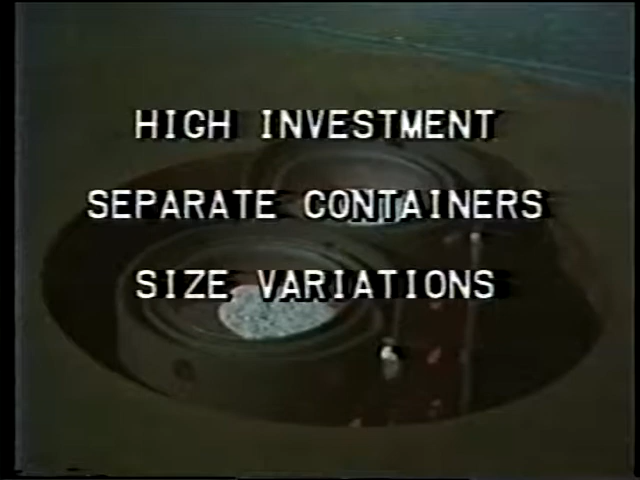 HIGH INVESTMENT
SEPARATE CONTAINERS
SIZE VARIATIONS